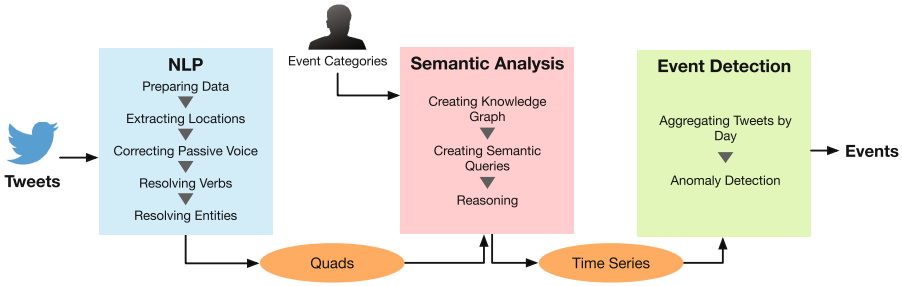 Tweets
NLP
Preparing Data
Extracting Locations
Correcting Passive Voice
Resolving Verbs
Resolving Entities
Quads
Event Categories
Semantic Analysis
Creating Knowledge
Graph
Creating Semantic
Queries
Reasoning
Time Series
Event Detection
Aggregating Tweets by
Day
Anomaly Detection
Events